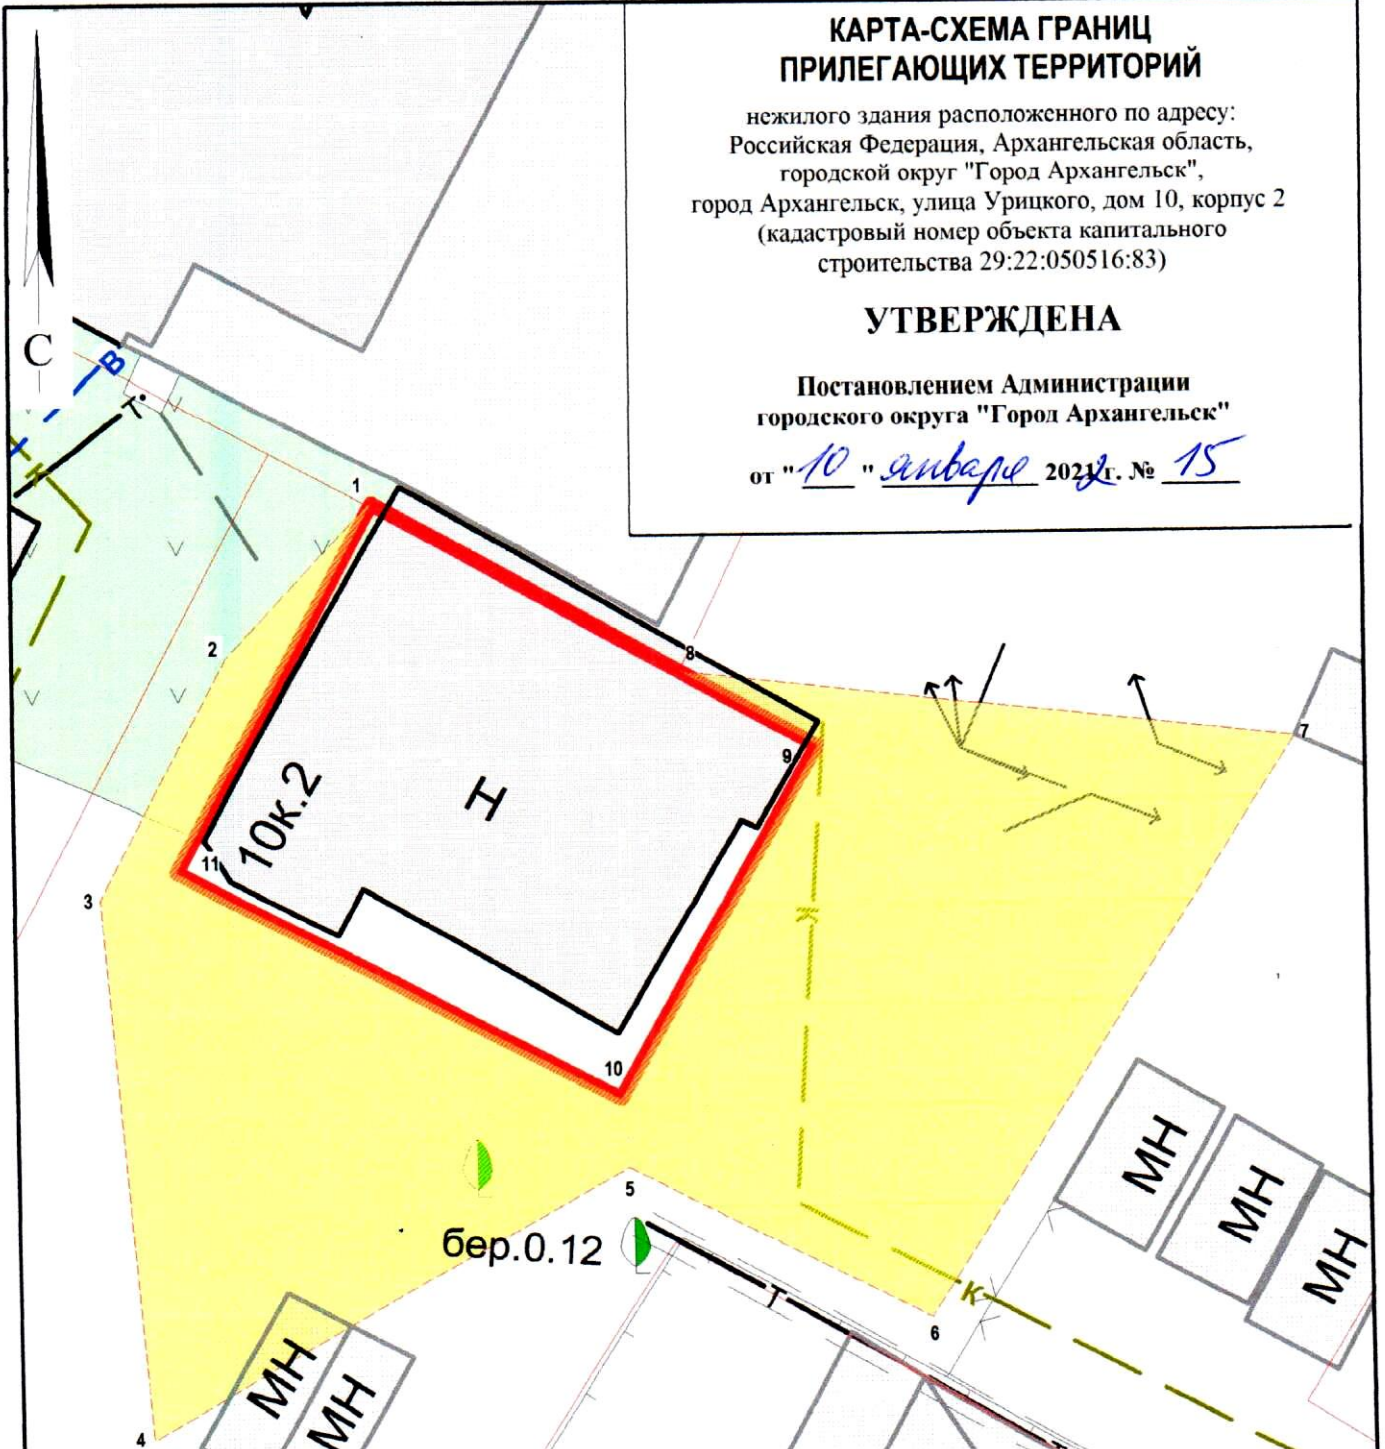 КАРТА-СХЕМА ГРАНИЦ
ПРИЛЕГАЮЩИХ ТЕРРИТОРИЙ
нежилого здания расположенного по адресу:
Российская Федерация, Архангельская область,
городской округ "Город Архангельск",
город Архангельск, улица Урицкого, дом 10, корпус 2
(кадастровый номер объекта капитального
строительства 29:22:050516:83)
УТВЕРЖДЕНА
Постановлением Администрации
городского округа "Город Архангельск"
от "10" января 2022 г. № 15
С
В
Т
К
1
2
8
7
9
10к.2
Н
11
3
К
10
5
бер.0.12
МН
МН
МН
К
Т
6
МН
МН
4